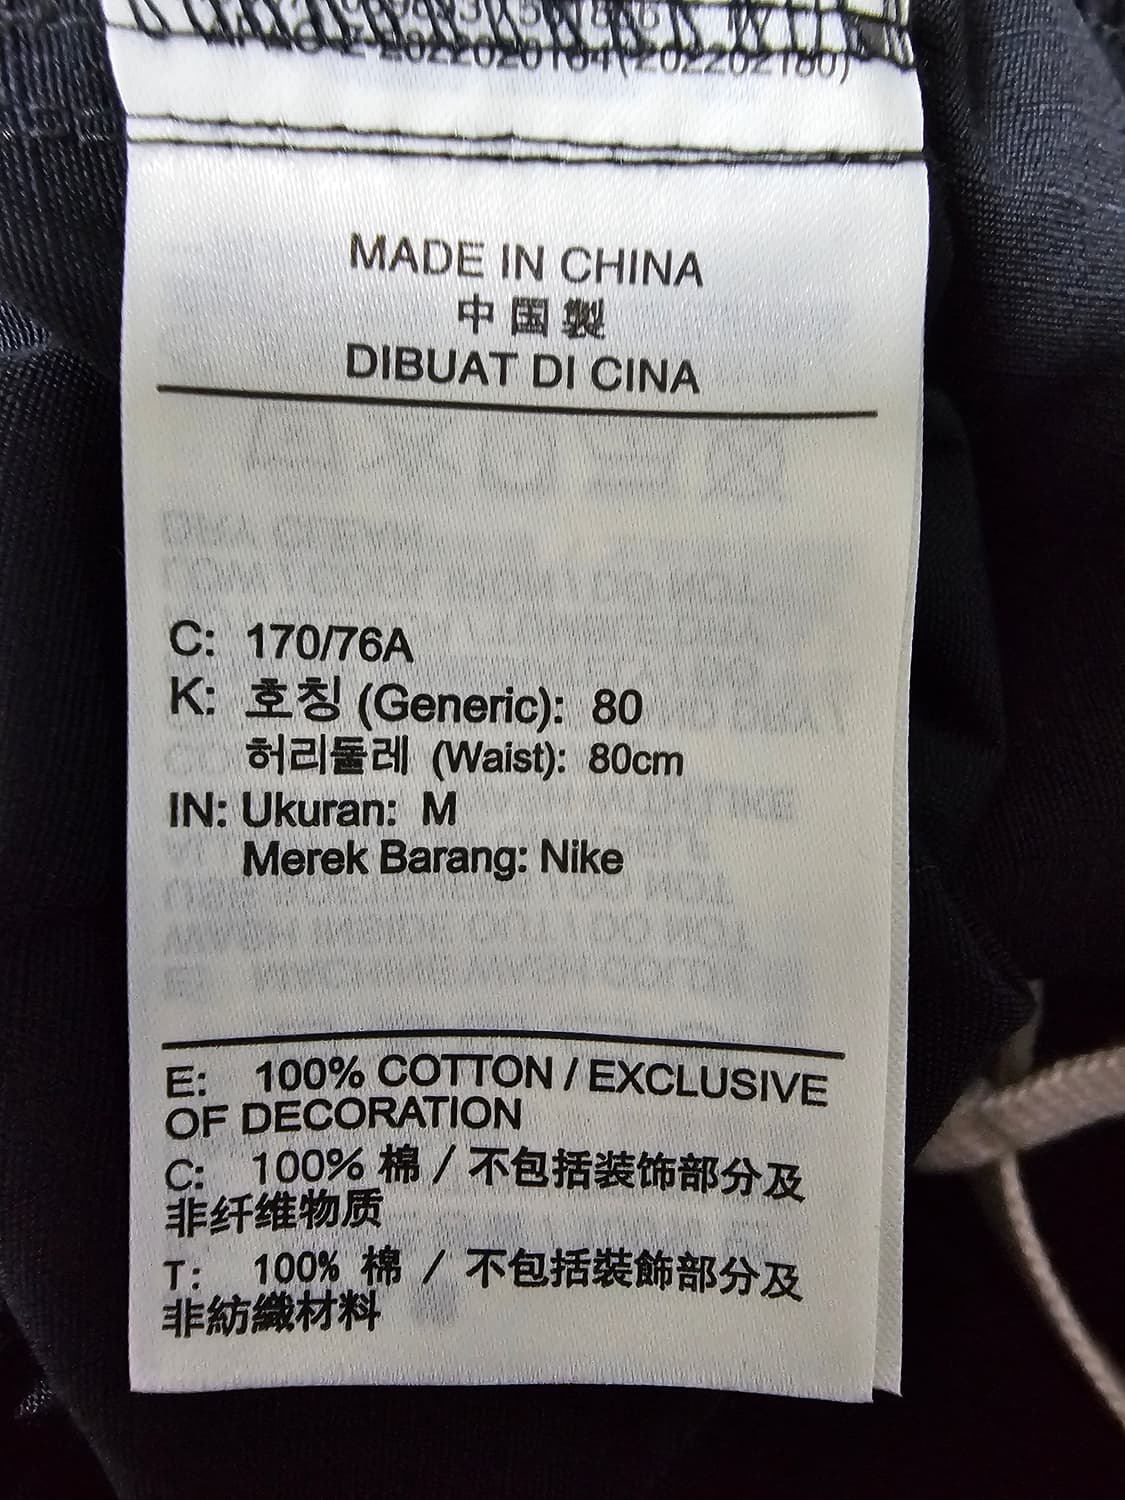 MADE IN CHINA
中国製
DIBUAT DI CINA
C: 170/76A
K: 호칭 (Generic): 80
허리둘레 (Waist): 80cm
IN: Ukuran: M
Merek Barang: Nike
E: 100% COTTON / EXCLUSIVE
OF DECORATION
C: 100% 棉 / 不包括装饰部分及
非纤维物质
T: 100% 棉 / 不包括裝飾部分及
非紡織材料